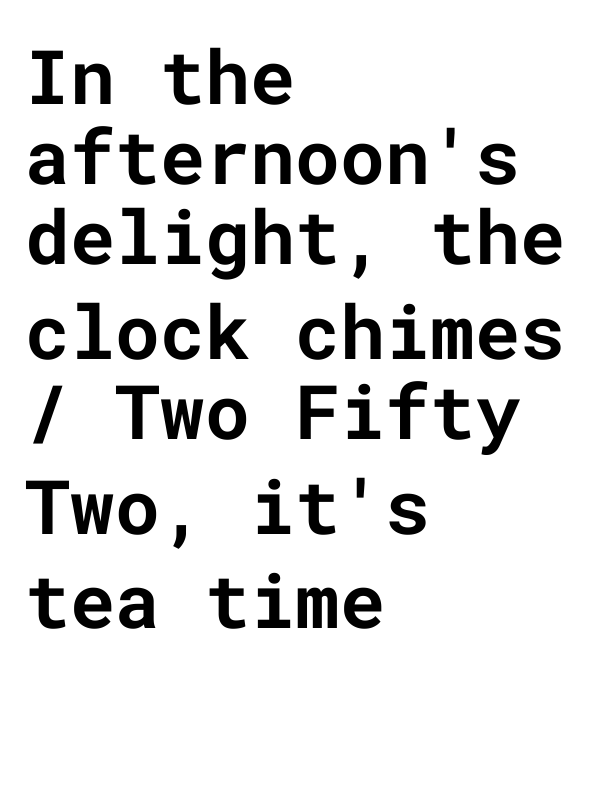 In the
afternoon's
delight, the
clock chimes
/ Two Fifty
Two, it's
tea time